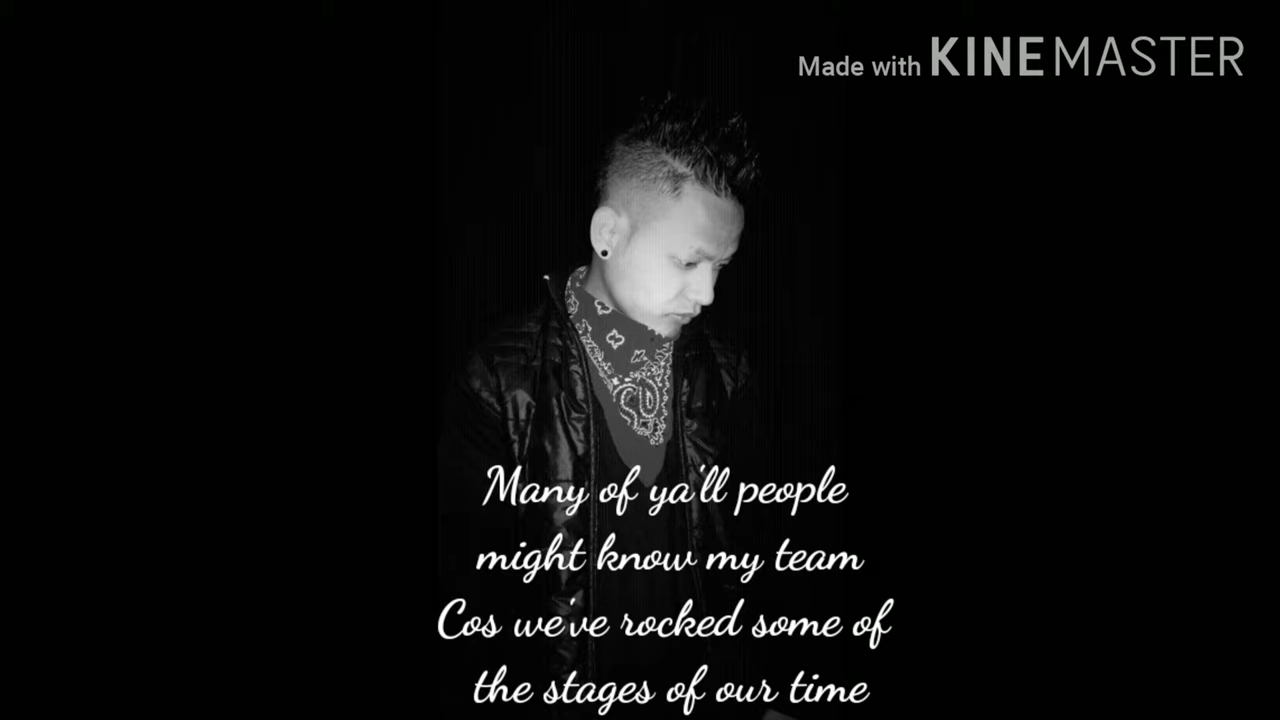 Made with KINEMASTER
Many of ya'll people
might know my team
Cos we've rocked some of
the stages of our time